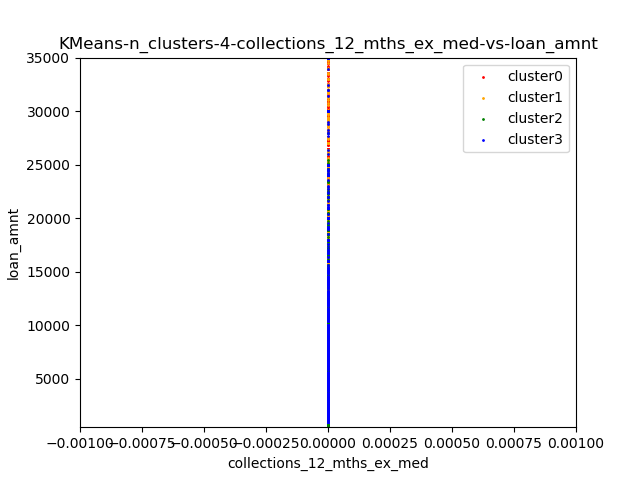 KMeans-n_clusters-4-collections_12_mths_ex_med-vs-loan_amnt
35000
30000
25000
20000
15000
10000
5000
loan_amnt
cluster0
cluster1
cluster2
cluster3
−0.00100 −0.00075 −0.00050 −0.00025 0.00000 0.00025 0.00050 0.00075 0.00100
collections_12_mths_ex_med